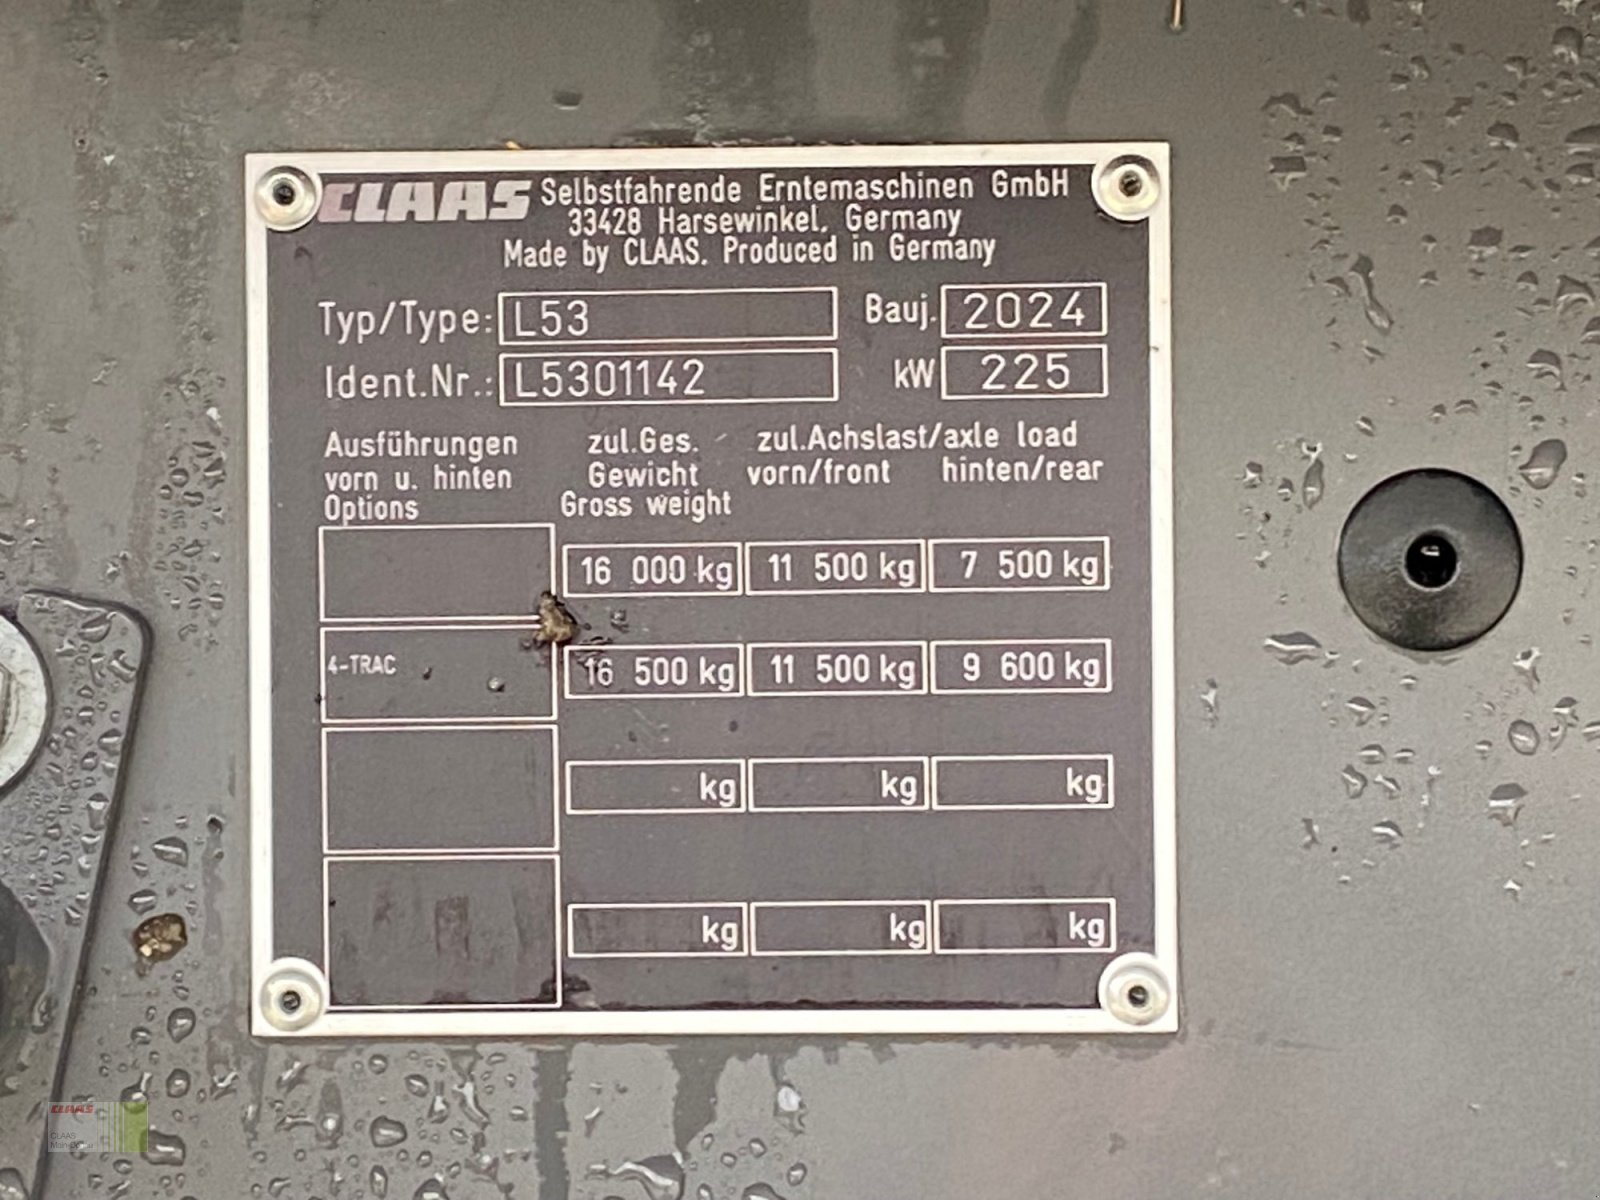 CLAAS Selbstfahrende Erntemaschinen GmbH
33428 Harsewinkel, Germany
Made by CLAAS. Produced in Germany
Typ/Type: L53 Bauj. 2024
Ident.Nr.: L5301142 kW 225
Ausführungen zul.Ges. zul.Achslast/axle load
vorn u. hinten Gewicht vorn/front hinten/rear
Options Gross weight
16 000 kg 11 500 kg 7 500 kg
4-TRAC 16 500 kg 11 500 kg 9 600 kg
kg kg kg
kg kg kg
CLAAS
CLAAS